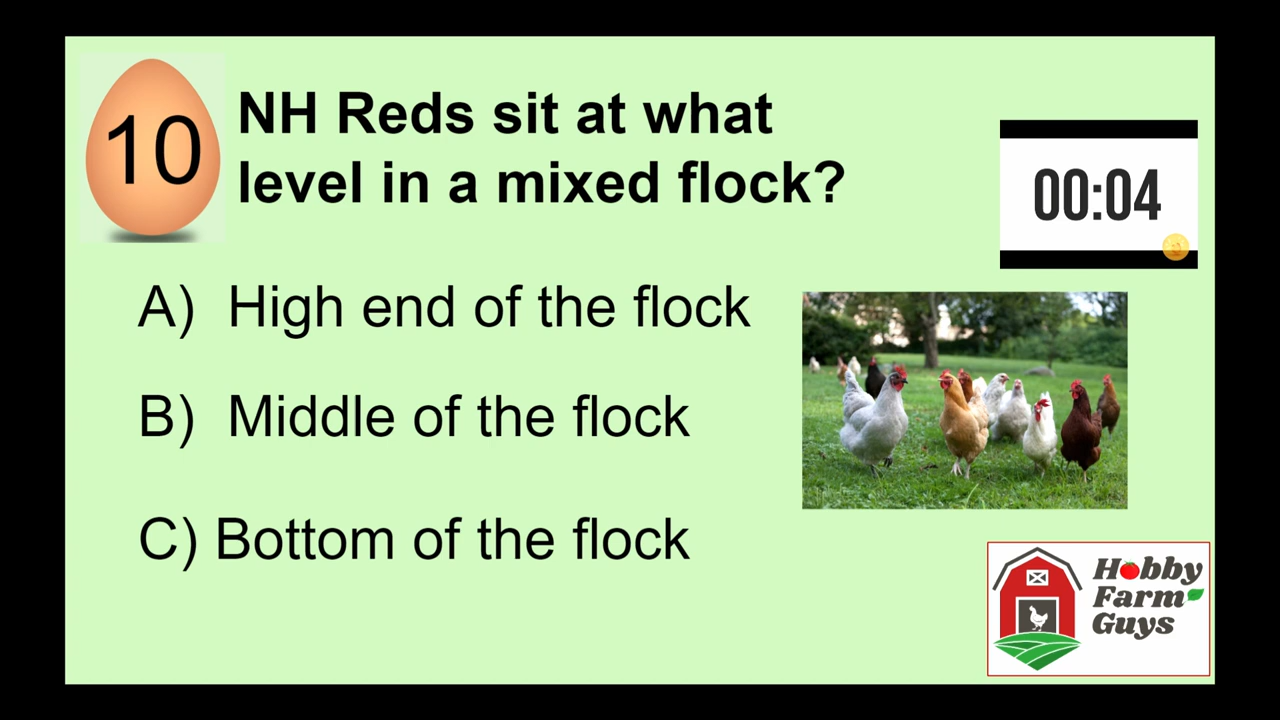 10
NH Reds sit at what
level in a mixed flock?
00:04
A) High end of the flock
B) Middle of the flock
C) Bottom of the flock
Hobby
Farm
Guys